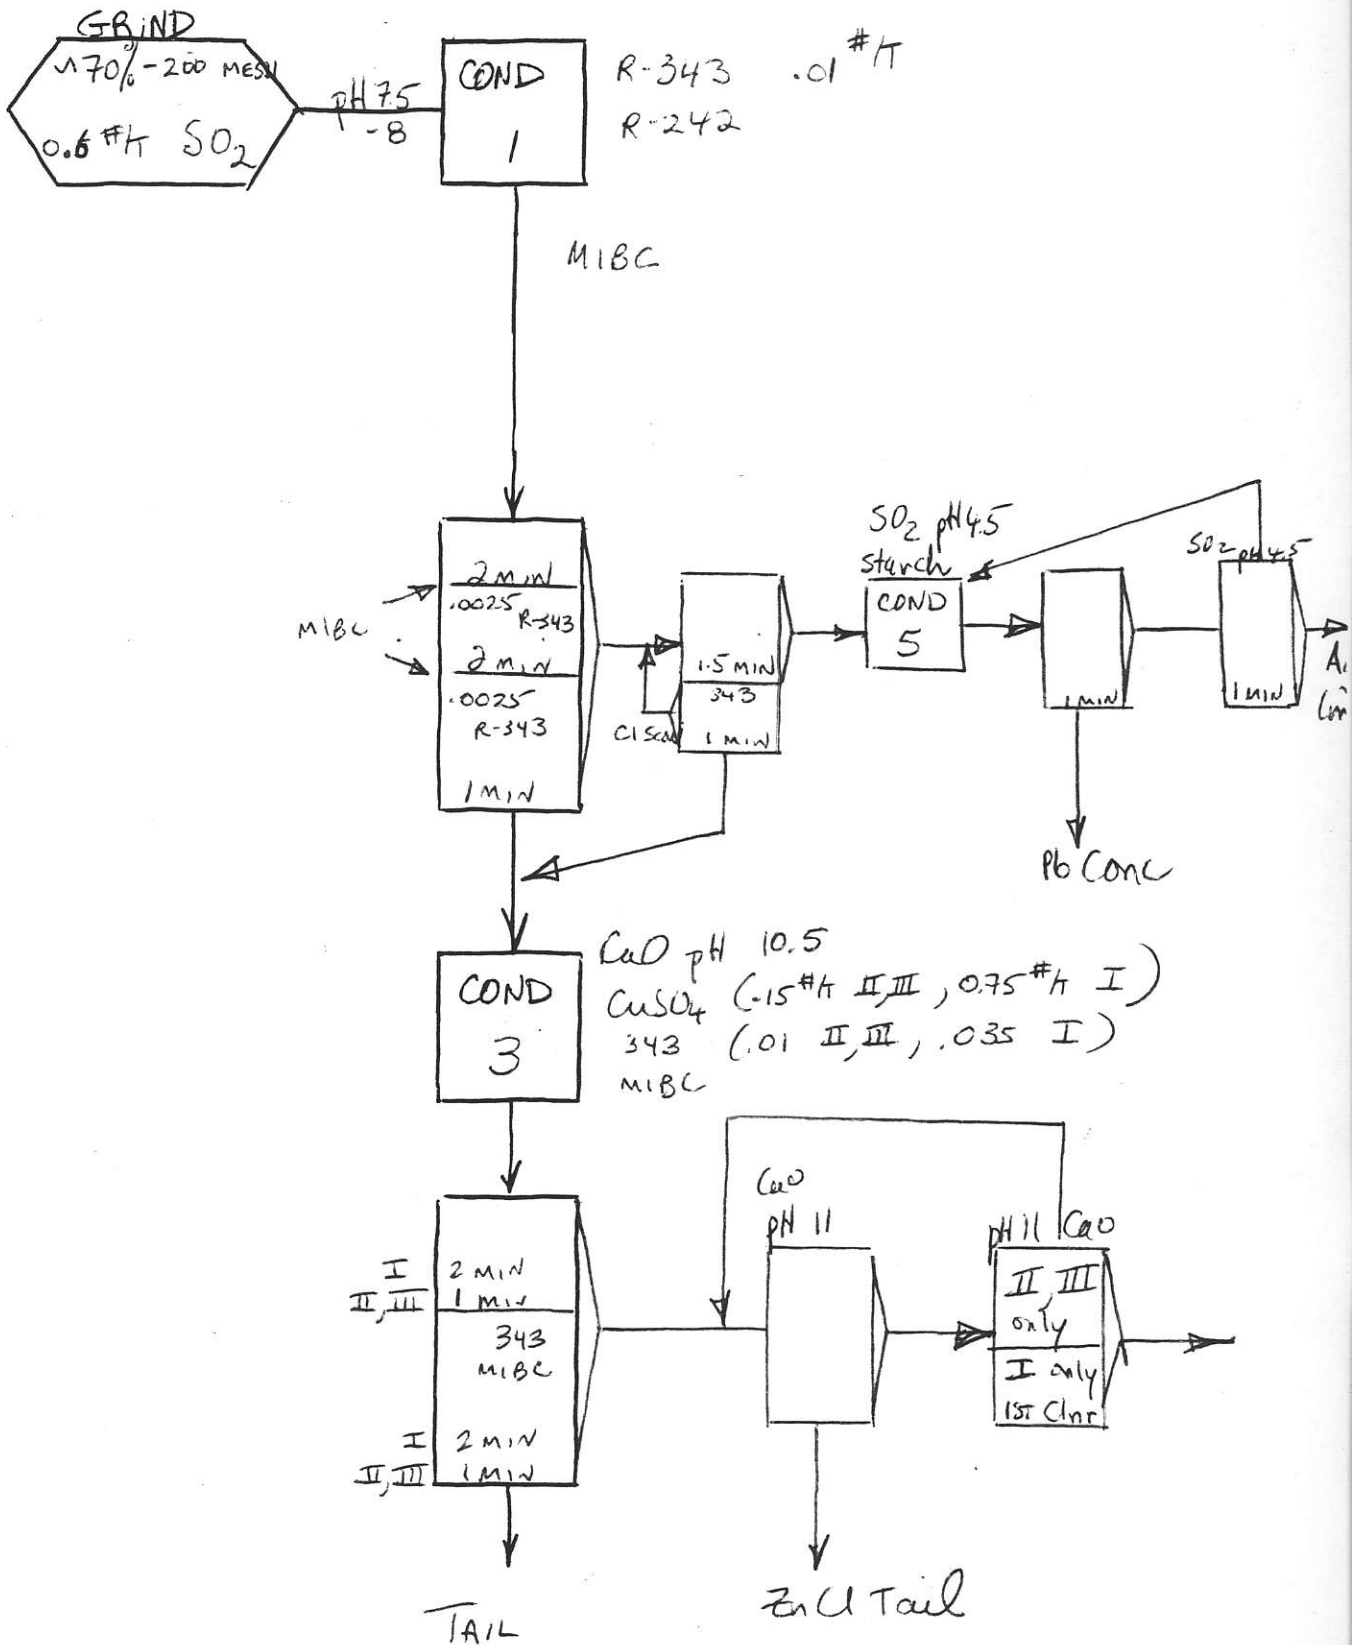 GRIND
~70% -200 MESH
0.6 #/t SO2
pH 7.5
-8
COND
1
R-343 .01 #/t
R-242
MIBC
2 MIN
.0025
R-343
MIBC
2 MIN
.0025
R-343
1 MIN
1.5 MIN
343
Cl Scav
1 MIN
SO2 pH 4.5
starch
COND
5
1 MIN
SO2 pH 4.5
1 MIN
Pb Conc
COND
3
CaO pH 10.5
CuSO4 (.15 #/t II,III, 0.75 #/t I)
343 (.01 II,III, .035 I)
MIBC
I 2 MIN
II,III 1 MIN
343
MIBC
I 2 MIN
II,III 1 MIN
CaO
pH 11
pH 11 CaO
II,III
only
I only
1ST Clnr
TAIL
Zn Cl Tail